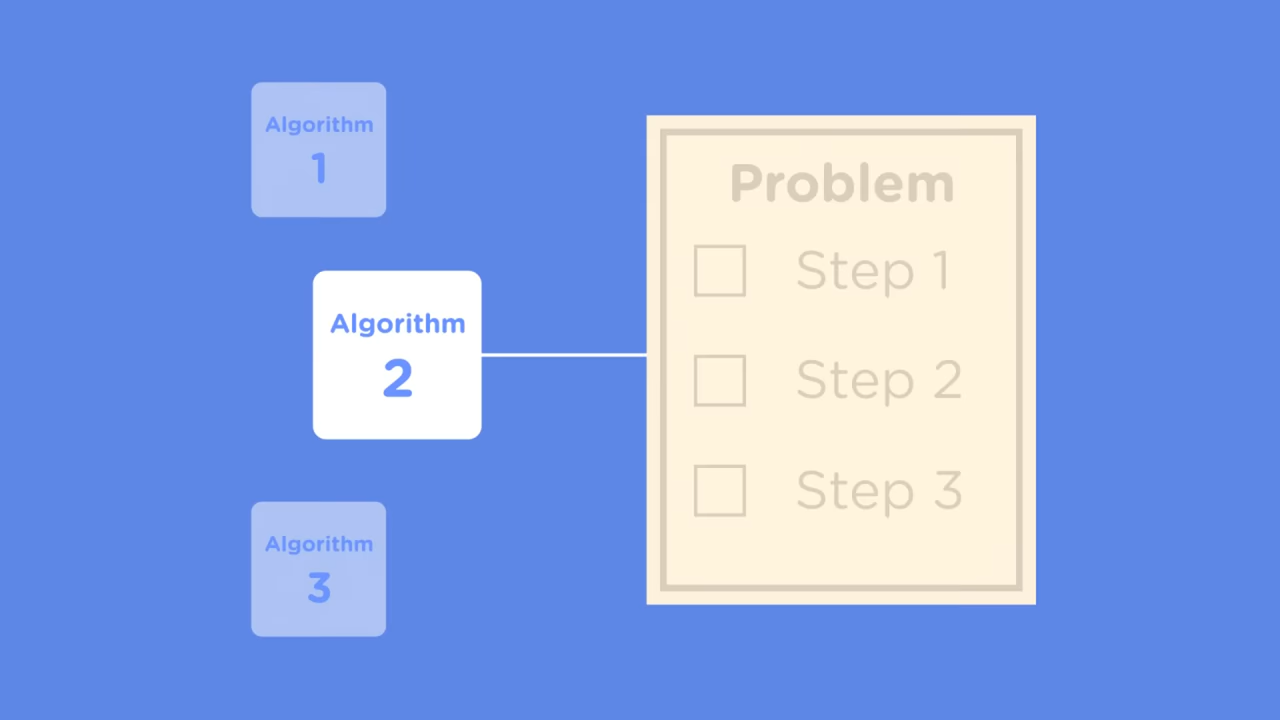 Algorithm
1
Algorithm
2
Algorithm
3
Problem
Step 1
Step 2
Step 3